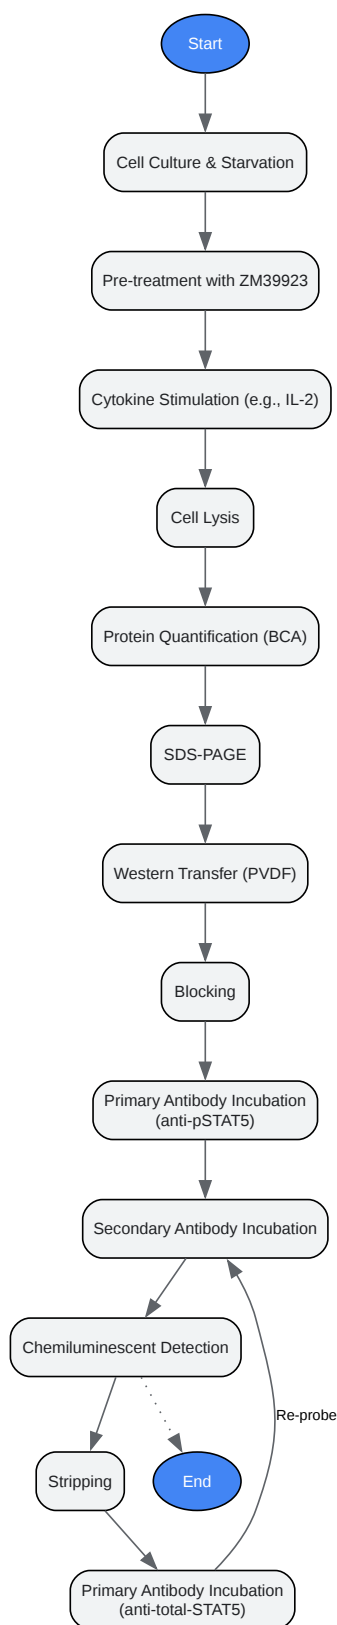 Start
Cell Culture & Starvation
Pre-treatment with ZM39923
Cytokine Stimulation (e.g., IL-2)
Cell Lysis
Protein Quantification (BCA)
SDS-PAGE
Western Transfer (PVDF)
Blocking
Primary Antibody Incubation
(anti-pSTAT5)
Secondary Antibody Incubation
Chemiluminescent Detection
Re-probe
Stripping
End
Primary Antibody Incubation
(anti-total-STAT5)